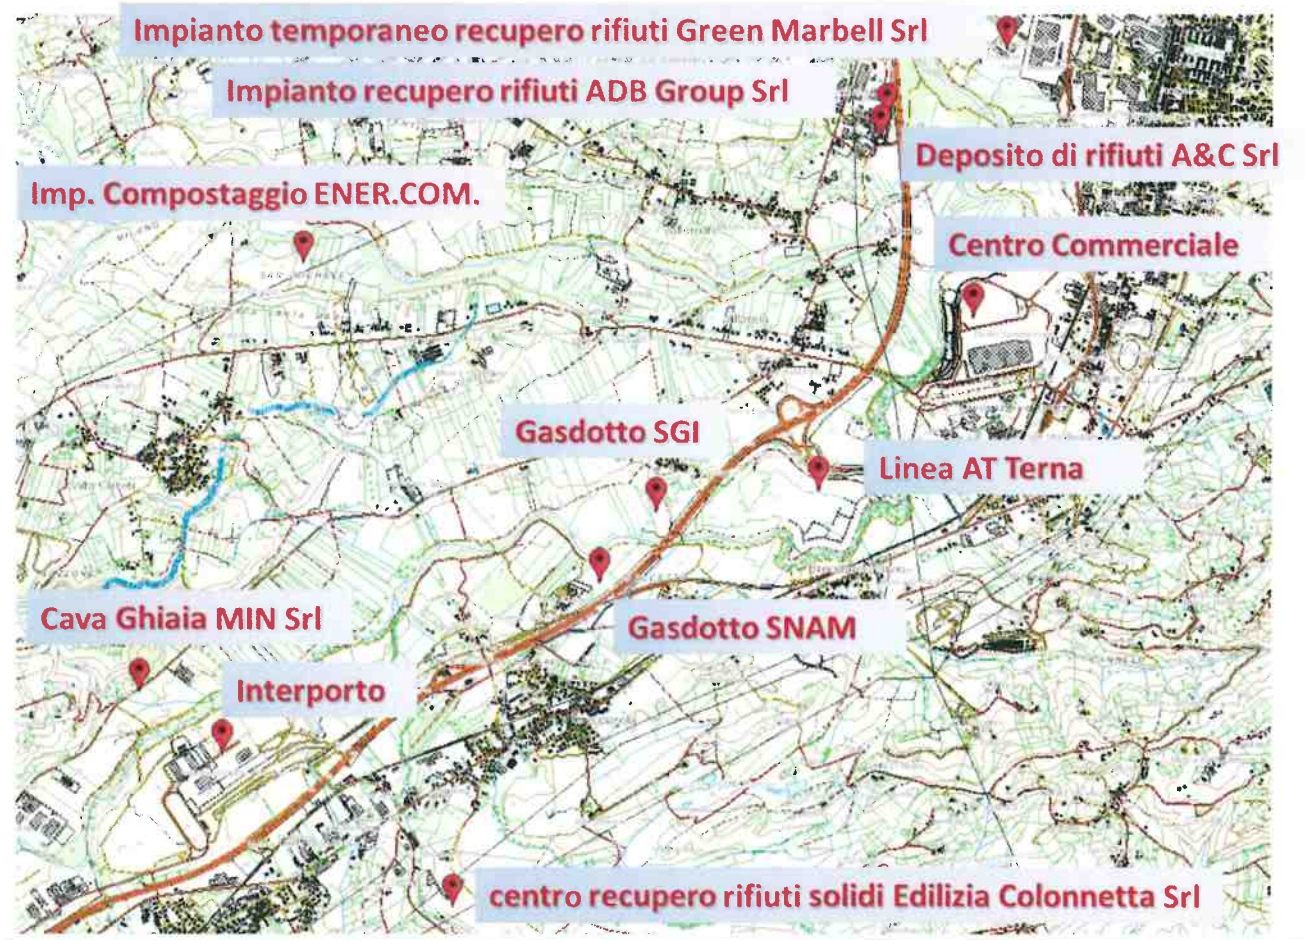 Impianto temporaneo recupero rifiuti Green Marbell Srl
Impianto recupero rifiuti ADB Group Srl
Deposito di rifiuti A&C Srl
Imp. Compostaggio ENER.COM.
Centro Commerciale
Gasdotto SGI
Linea AT Terna
Cava Ghiaia MIN Srl
Gasdotto SNAM
Interporto
centro recupero rifiuti solidi Edilizia Colonnetta Srl